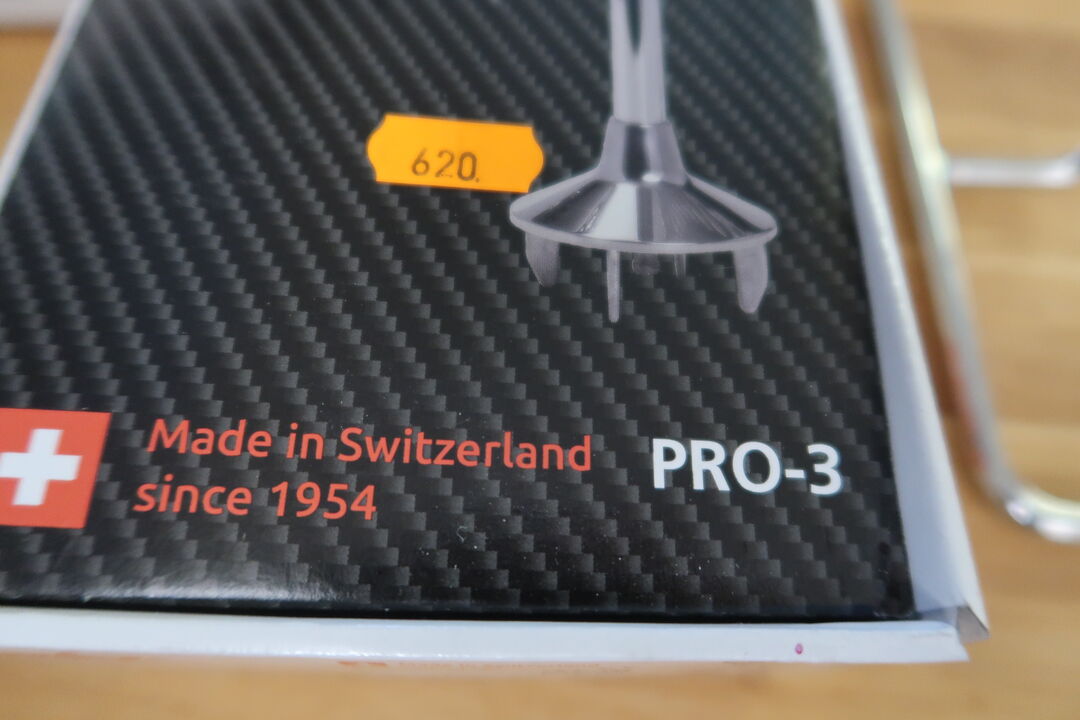 620.
Made in Switzerland
since 1954
PRO-3